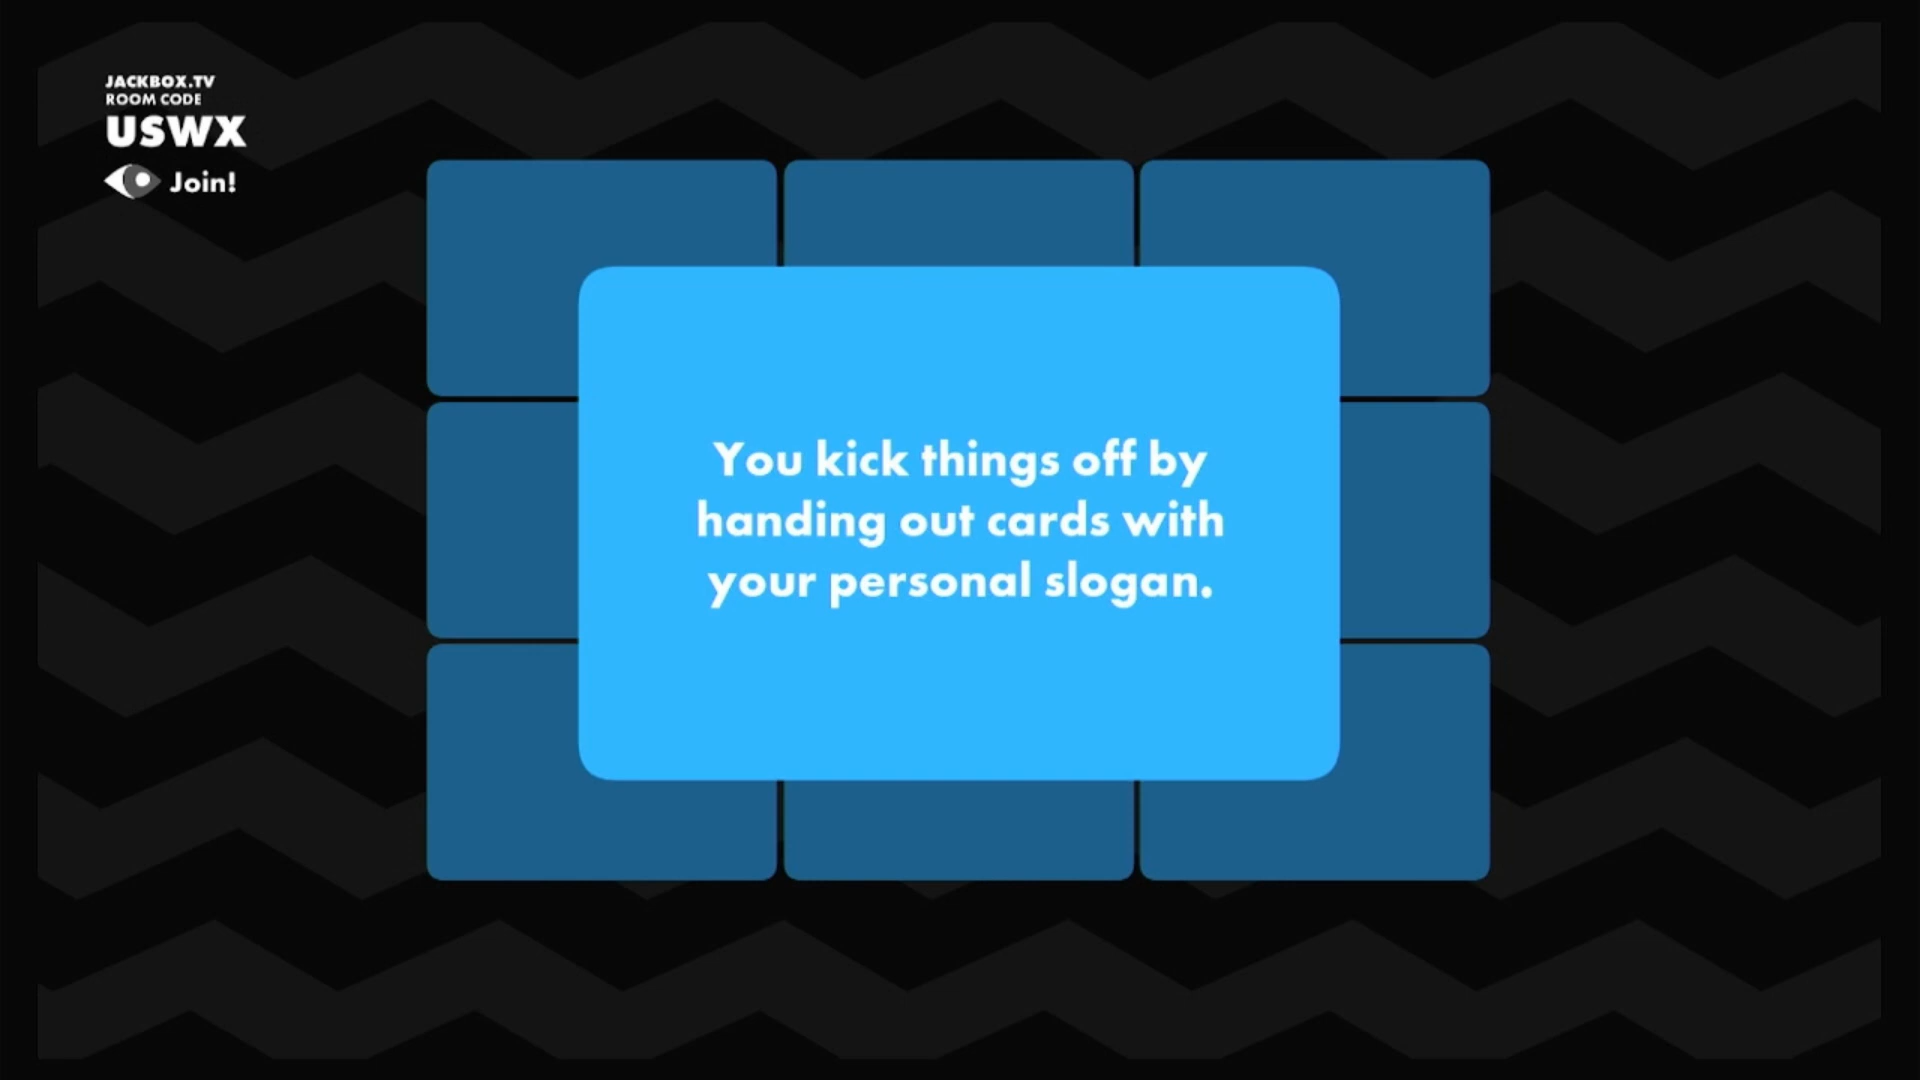 JACKBOX.TV
ROOM CODE
USWX
Join!
You kick things off by
handing out cards with
your personal slogan.